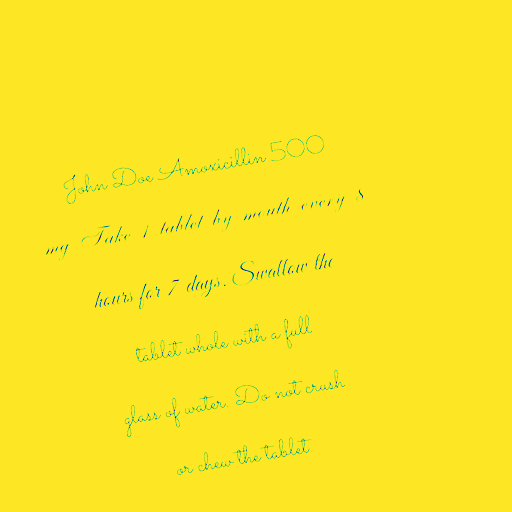 John Doe Amoxicillin 500
mg Take 1 tablet by mouth every 8
hours for 7 days. Swallow the
tablet whole with a full
glass of water. Do not crush
or chew the tablet